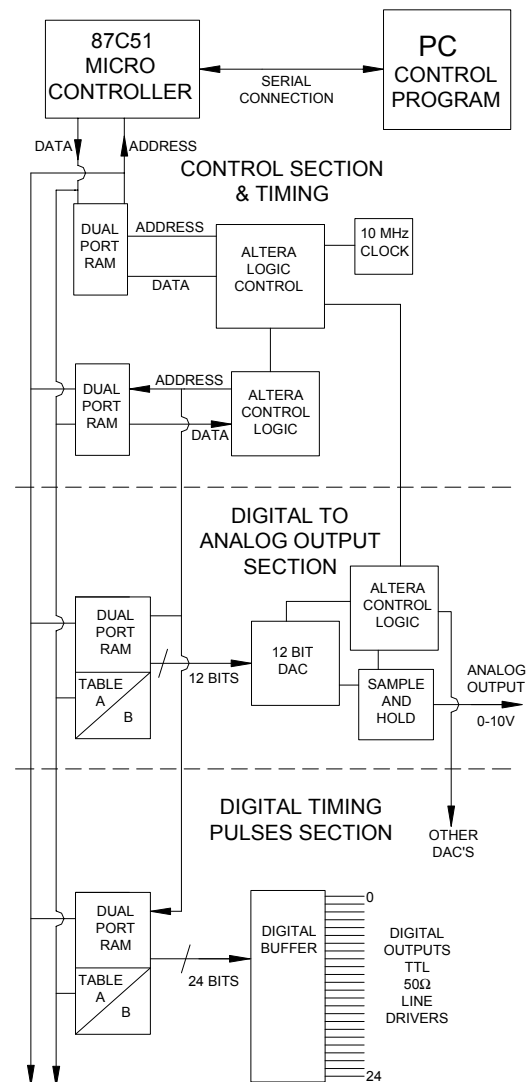 87C51
MICRO
CONTROLLER
PC
CONTROL
PROGRAM
SERIAL
CONNECTION
DATA
ADDRESS
CONTROL SECTION
& TIMING
DUAL
PORT
RAM
ADDRESS
DATA
ALTERA
LOGIC
CONTROL
10 MHz
CLOCK
DUAL
PORT
RAM
ADDRESS
DATA
ALTERA
CONTROL
LOGIC
DIGITAL TO
ANALOG OUTPUT
SECTION
DUAL
PORT
RAM
TABLE
A
B
12 BITS
12 BIT
DAC
ALTERA
CONTROL
LOGIC
SAMPLE
AND
HOLD
ANALOG
OUTPUT
0-10V
OTHER
DAC'S
DIGITAL TIMING
PULSES SECTION
DUAL
PORT
RAM
TABLE
A
B
24 BITS
DIGITAL
BUFFER
0
DIGITAL
OUTPUTS
TTL
50Ω
LINE
DRIVERS
24